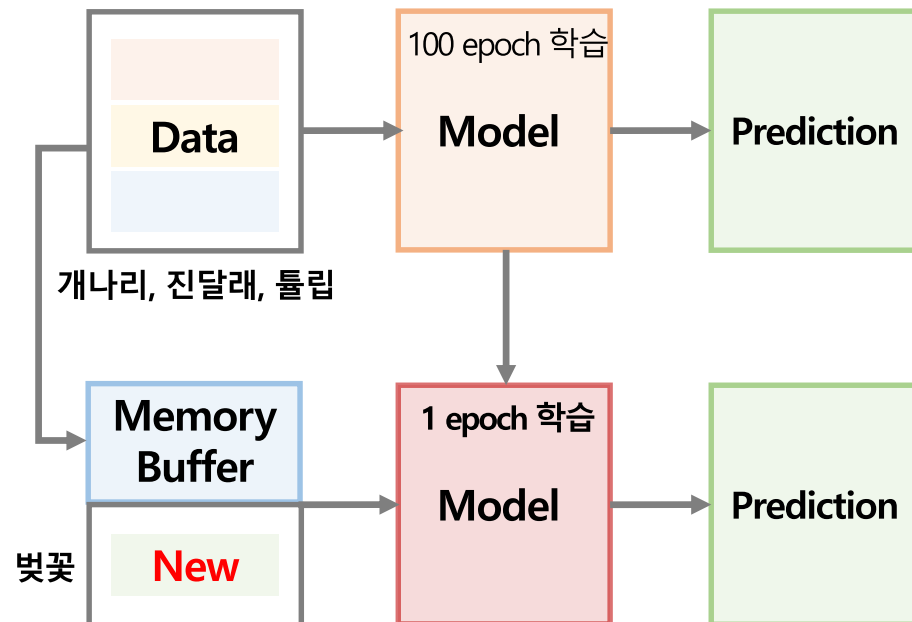 100 epoch 학습
Data
Model
Prediction
개나리, 진달래, 튤립
Memory
Buffer
1 epoch 학습
Model
Prediction
벚꽃
New